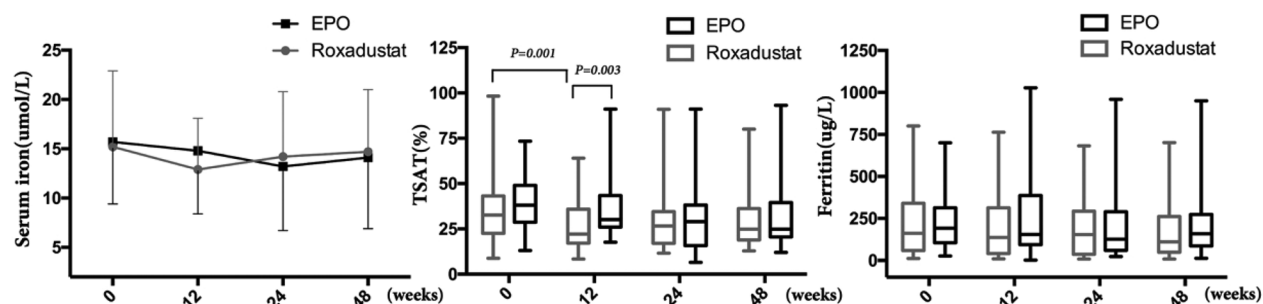 EPO
Roxadustat
25
20
15
10
5
Serum iron(umol/L)
0
12
24
48
(weeks)
EPO
Roxadustat
P=0.001
P=0.003
125
100
75
50
25
0
TSAT(%)
0
12
24
48
(weeks)
EPO
Roxadustat
1250
1000
750
500
250
0
Ferritin(ug/L)
0
12
24
48
(weeks)